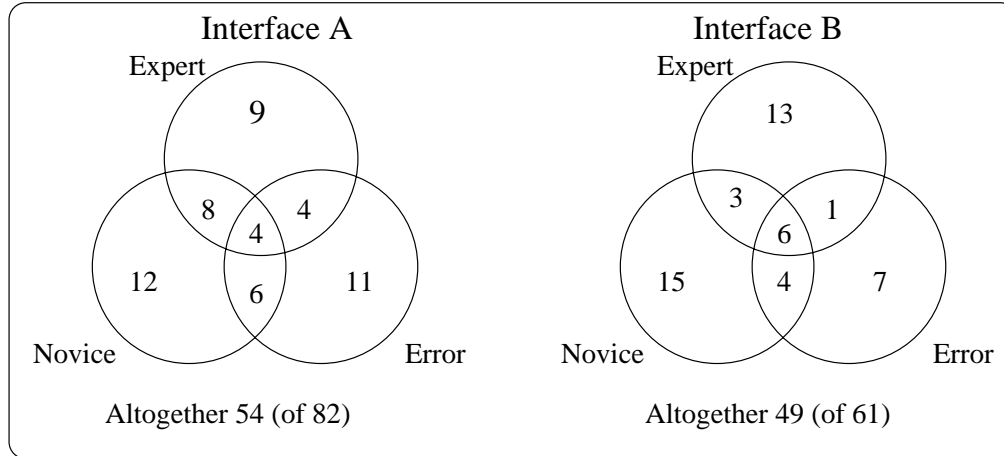 Interface A
Expert
9
8
4
4
12
6
11
Novice
Error
Altogether 54 (of 82)
Interface B
Expert
13
3
1
6
15
4
7
Novice
Error
Altogether 49 (of 61)